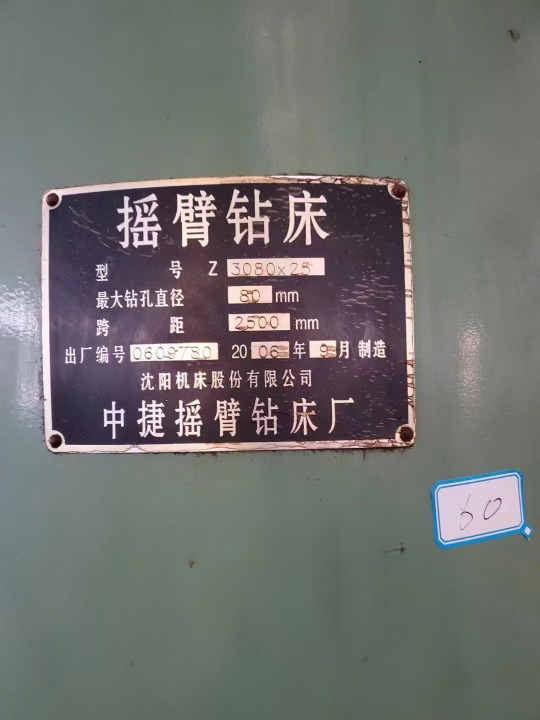 摇臂钻床
型 号 Z 3080×25
最大钻孔直径 80 mm
跨 距 2500 mm
出厂编号 0609780 2006年9月 制造
沈阳机床股份有限公司
中捷摇臂钻床厂
60